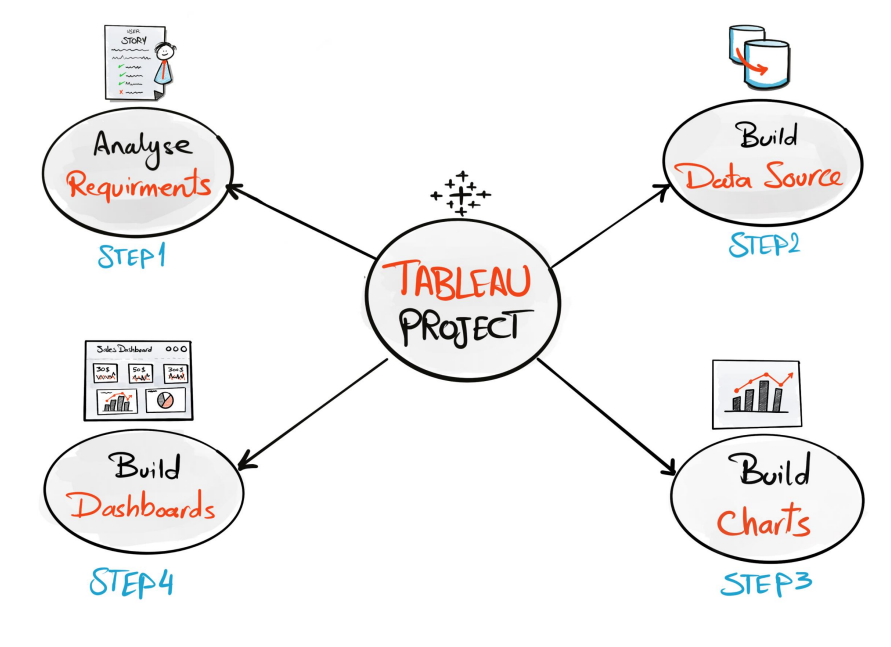 USER
STORY
Analyse
Requirments
STEP1
Build
Data Source
STEP2
TABLEAU
PROJECT
Sales Dashboard
30$
50$
300$
Build
Dashboards
STEP4
Build
Charts
STEP3